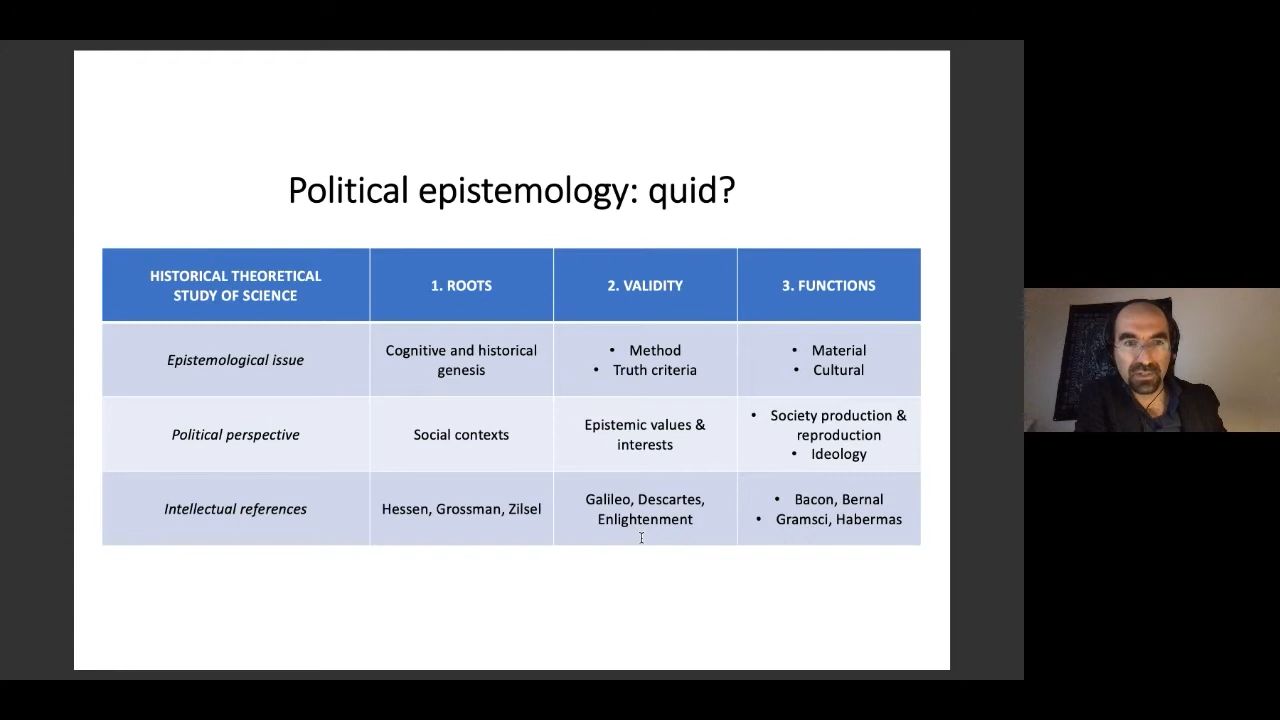 Political epistemology: quid?
HISTORICAL THEORETICAL
STUDY OF SCIENCE
1. ROOTS
2. VALIDITY
3. FUNCTIONS
Epistemological issue
Cognitive and historical
genesis
• Method
• Truth criteria
• Material
• Cultural
Political perspective
Social contexts
Epistemic values &
interests
• Society production &
reproduction
• Ideology
Intellectual references
Hessen, Grossman, Zilsel
Galileo, Descartes,
Enlightenment
• Bacon, Bernal
• Gramsci, Habermas